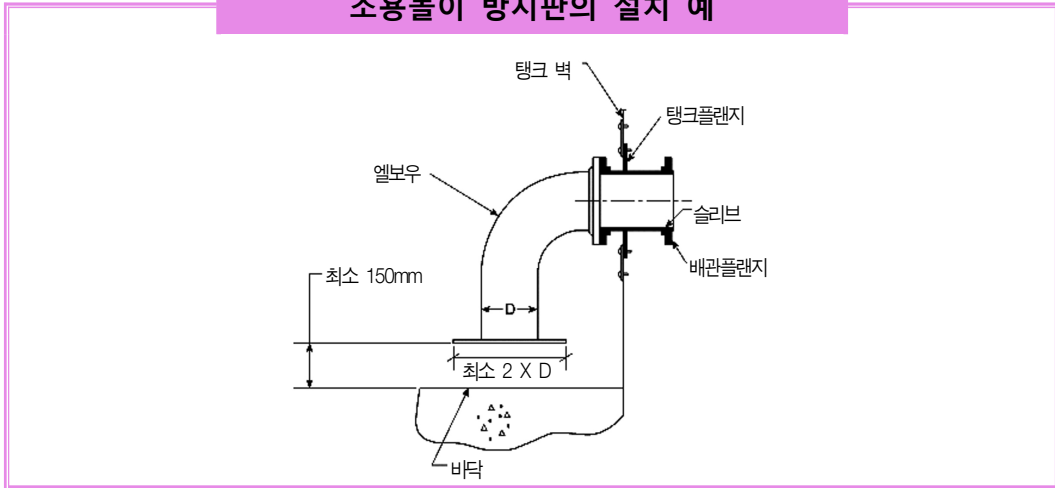 소용돌이 방지판의 설치 예
탱크 벽
탱크플랜지
엘보우
슬리브
배관플랜지
최소 150mm
D
최소 2 X D
바닥